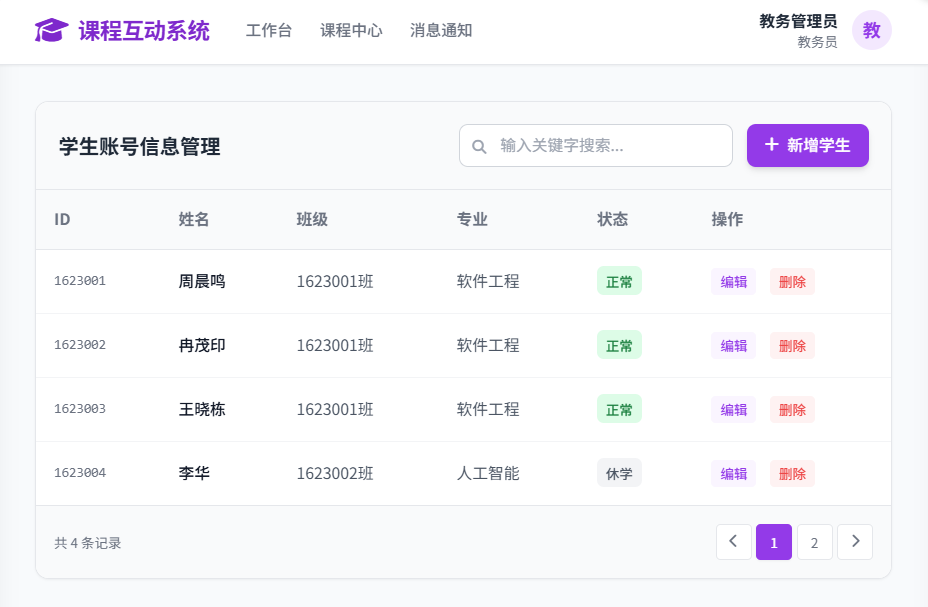 课程互动系统 工作台 课程中心 消息通知 教务管理员
教务员
教
学生账号信息管理 输入关键字搜索... + 新增学生
ID 姓名 班级 专业 状态 操作
1623001 周晨鸣 1623001班 软件工程 正常 编辑 删除
1623002 冉茂印 1623001班 软件工程 正常 编辑 删除
1623003 王晓栋 1623001班 软件工程 正常 编辑 删除
1623004 李华 1623002班 人工智能 休学 编辑 删除
共 4 条记录 1 2